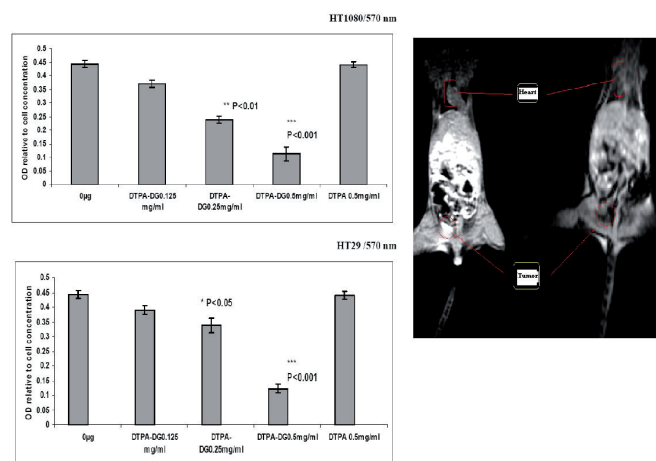 HT1080/570 nm
OD relative to cell concentration
0.5
0.45
0.4
0.35
0.3
0.25
0.2
0.15
0.1
0.05
0
** P<0.01
***
P<0.001
0µg
DTPA-DG0.125 mg/ml
DTPA-DG0.25mg/ml
DTPA-DG0.5mg/ml
DTPA 0.5mg/ml
HT29 /570 nm
OD relative to cell concentration
0.5
0.45
0.4
0.35
0.3
0.25
0.2
0.15
0.1
0.05
0
* P<0.05
***
P<0.001
0µg
DTPA-DG0.125 mg/ml
DTPA-DG0.25mg/ml
DTPA-DG0.5mg/ml
DTPA 0.5mg/ml
Heart
Tumor